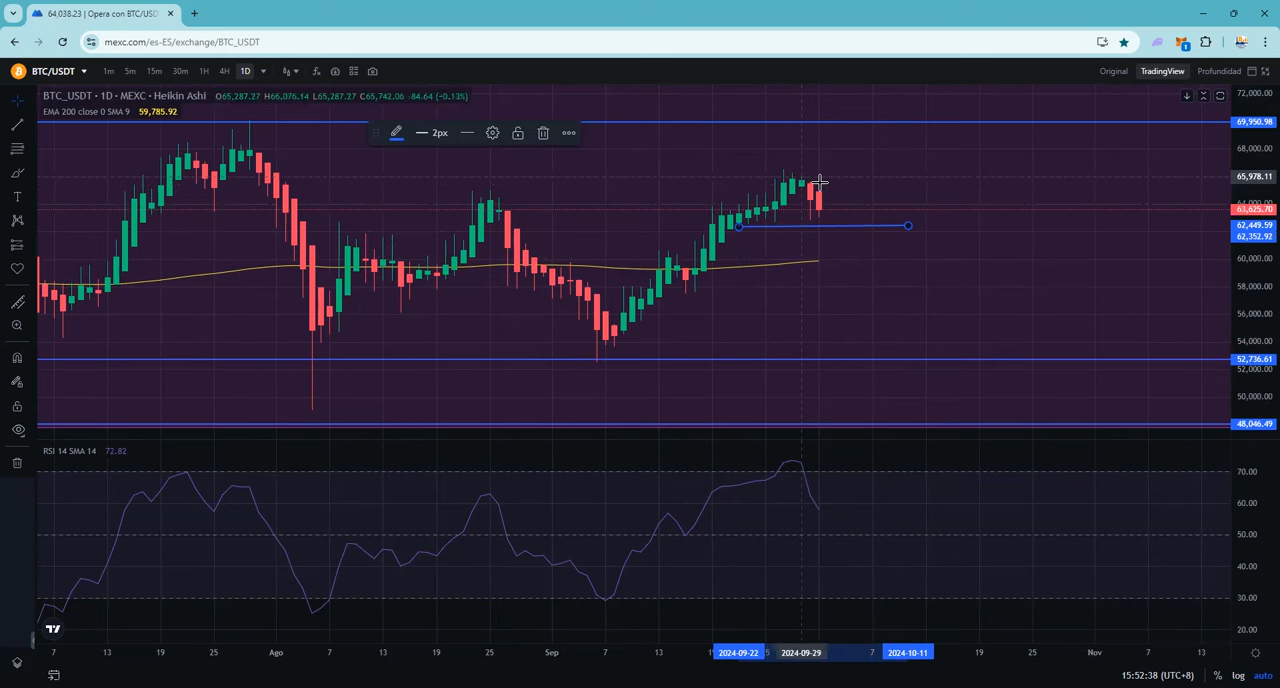 64,038.23 | Opera con BTC/USD
mexc.com/es-ES/exchange/BTC_USDT
1
BTC/USDT 1m 5m 15m 30m 1H 4H 1D Original TradingView Profundidad
BTC_USDT · 1D · MEXC · Heikin Ashi O65,287.27 H66,076.14 L65,287.27 C65,742.06 -84.64 (-0.13%)
EMA 200 close 0 SMA 9 59,785.92
2px
72,000.00
69,950.98
68,000.00
65,978.11
64,000.00
63,625.70
62,449.59
62,352.92
60,000.00
58,000.00
56,000.00
54,000.00
52,736.61
52,000.00
50,000.00
48,046.49
RSI 14 SMA 14 72.82
70.00
60.00
50.00
40.00
30.00
20.00
7 13 19 25 Ago 7 13 19 25 Sep 7 13 2024-09-22 2024-09-29 7 2024-10-11 19 25 Nov 7 13
15:52:38 (UTC+8) % log auto